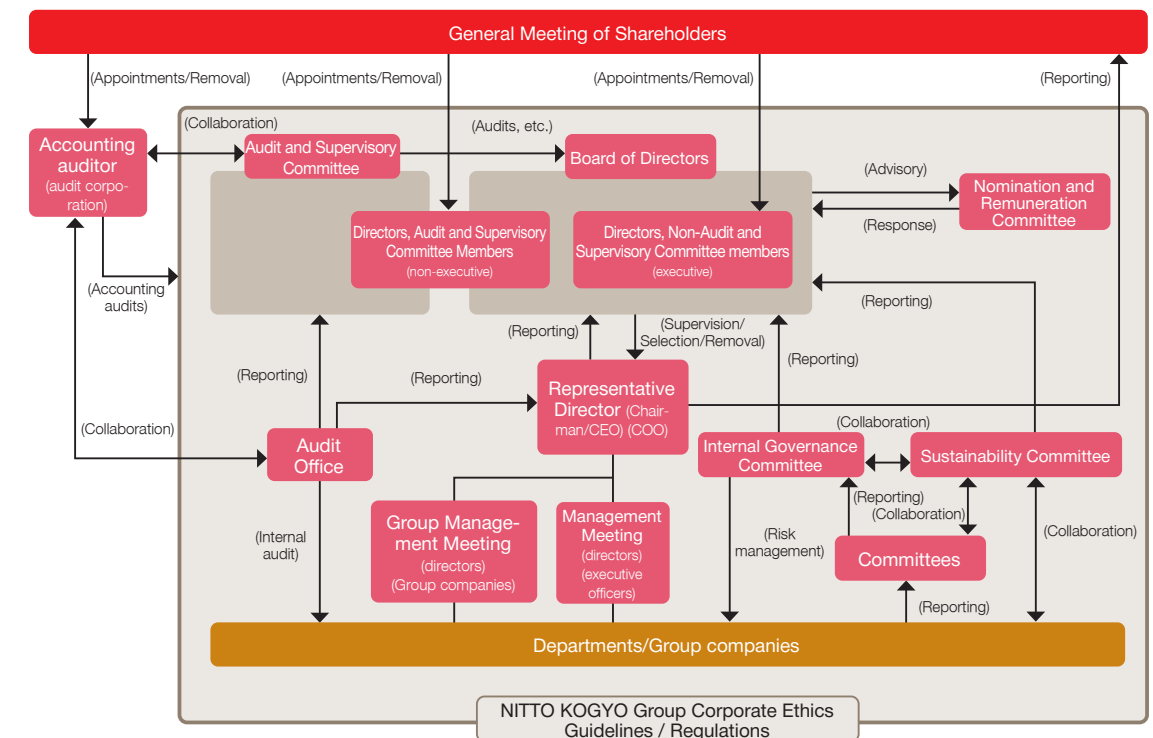 General Meeting of Shareholders
(Appointments/Removal)
(Appointments/Removal)
(Appointments/Removal)
(Reporting)
Accounting
auditor
(audit corpo-
ration)
(Collaboration)
Audit and Supervisory
Committee
(Audits, etc.)
Board of Directors
(Advisory)
(Response)
Nomination and
Remuneration
Committee
Directors, Audit and Supervisory
Committee Members
(non-executive)
Directors, Non-Audit and
Supervisory Committee members
(executive)
(Accounting
audits)
(Reporting)
(Reporting)
(Supervision/
Selection/Removal)
(Reporting)
(Reporting)
(Reporting)
Representative
Director (Chair-
man/CEO) (COO)
(Collaboration)
Audit
Office
(Collaboration)
Internal Governance
Committee
Sustainability Committee
Group Manage-
ment Meeting
(directors)
(Group companies)
Management
Meeting
(directors)
(executive
officers)
(Internal
audit)
(Risk
management)
(Reporting)
(Collaboration)
(Collaboration)
Committees
(Reporting)
Departments/Group companies
NITTO KOGYO Group Corporate Ethics
Guidelines / Regulations